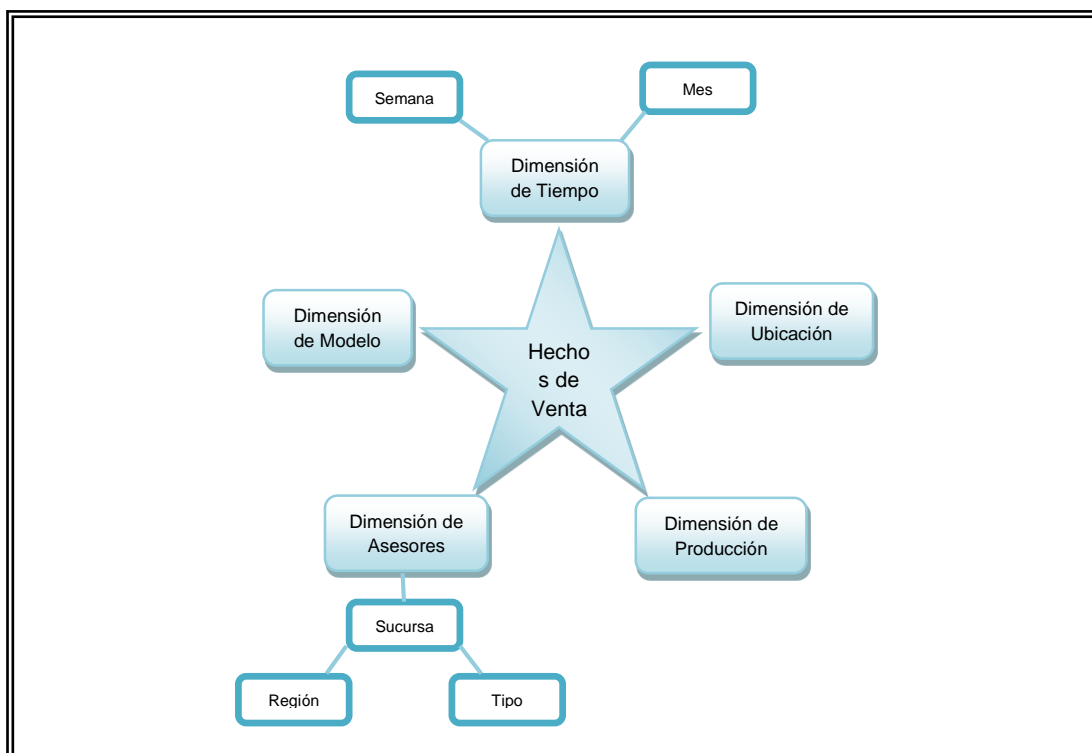 Semana
Mes
Dimensión
de Tiempo
Dimensión
de Modelo
Dimensión de
Ubicación
Hecho
s de
Venta
Dimensión de
Asesores
Dimensión de
Producción
Sucursa
Región
Tipo